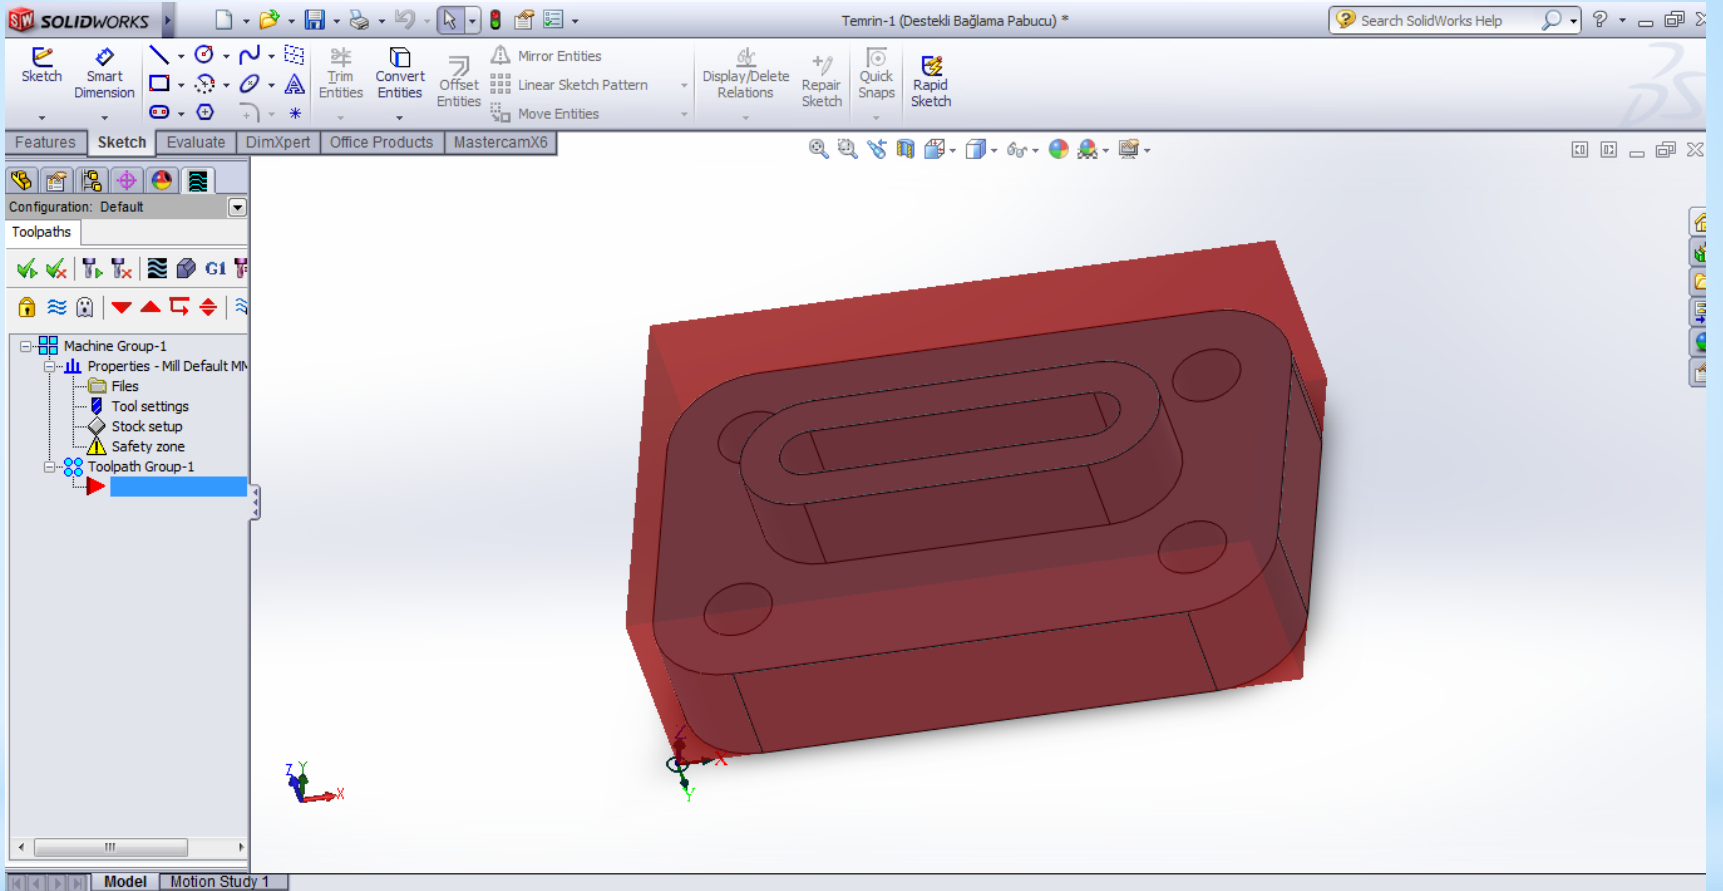 SW SOLIDWORKS
Temrin-1 (Destekli Bağlama Pabucu) *
Search SolidWorks Help
?
Sketch
Smart Dimension
Trim Entities
Convert Entities
Offset Entities
Mirror Entities
Linear Sketch Pattern
Move Entities
Display/Delete Relations
Repair Sketch
Quick Snaps
Rapid Sketch
Features Sketch Evaluate DimXpert Office Products MastercamX6
Configuration: Default
Toolpaths
G1
Machine Group-1
Properties - Mill Default MM
Files
Tool settings
Stock setup
Safety zone
Toolpath Group-1
Z
X
Y
Z Y
X
Model Motion Study 1